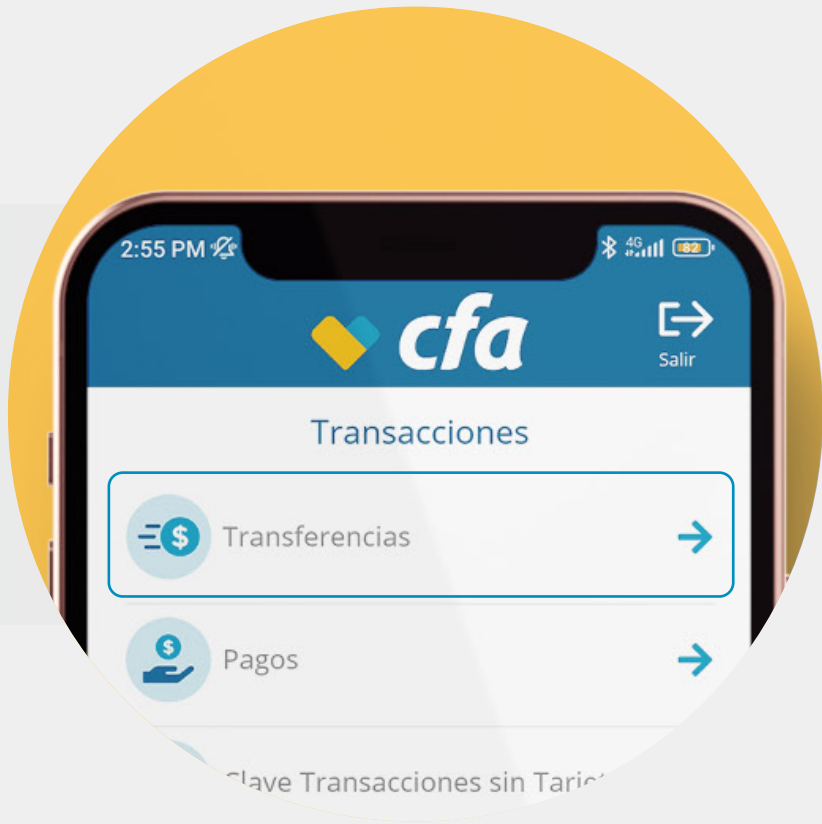 2:55 PM
4G
82
cfa
Salir
Transacciones
$
Transferencias
$
Pagos
Clave Transacciones sin